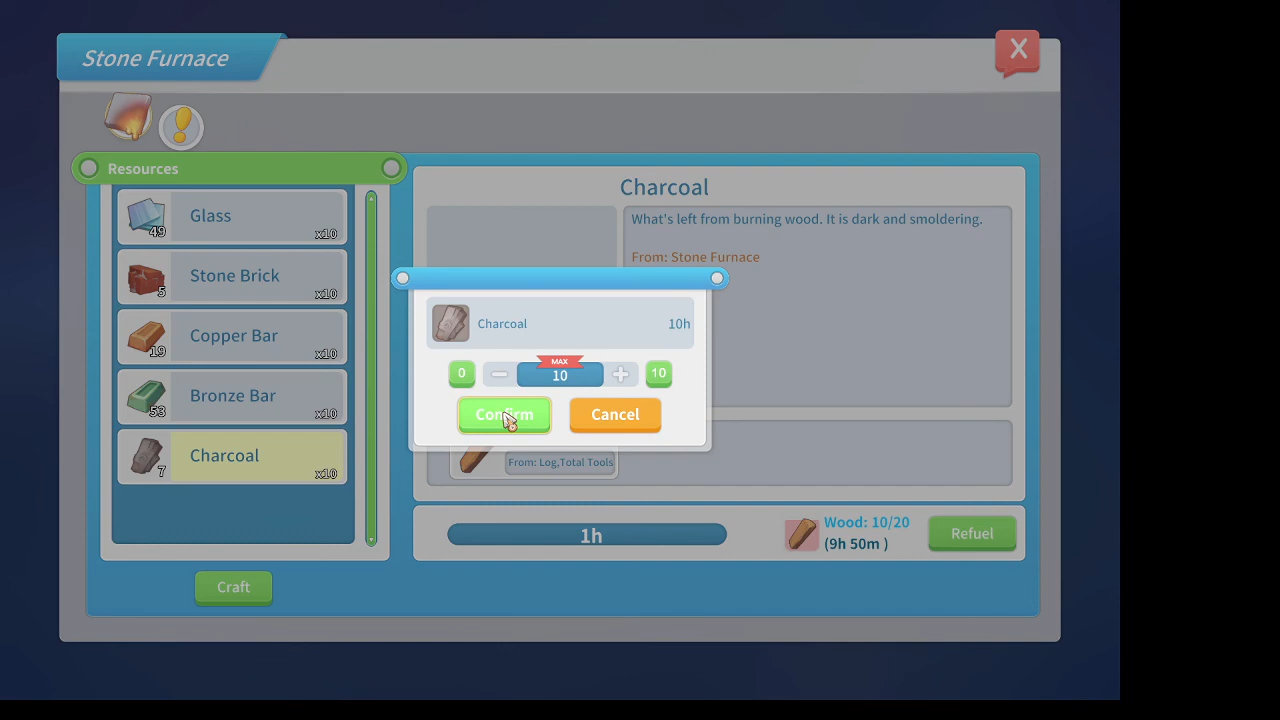 Stone Furnace
X
Resources
Glass
49
x10
Stone Brick
5
x10
Copper Bar
19
x10
Bronze Bar
53
x10
Charcoal
7
x10
Craft
Charcoal
What's left from burning wood. It is dark and smoldering.
From: Stone Furnace
Charcoal
10h
MAX
0
10
10
Confirm
Cancel
From: Log,Total Tools
1h
Wood: 10/20
(9h 50m )
Refuel